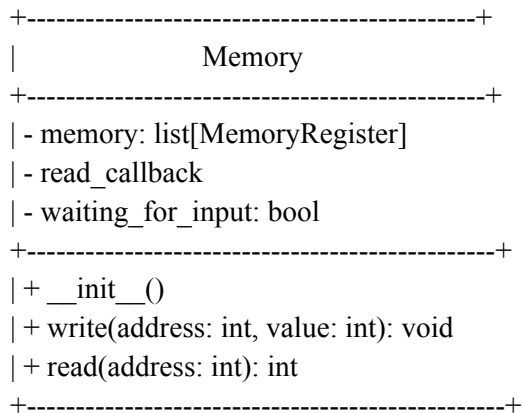 +----------------------------------------------+
| Memory
+-----------------------------------------------+
| - memory: list[MemoryRegister]
| - read_callback
| - waiting_for_input: bool
+------------------------------------------------+
| + __init__()
| + write(address: int, value: int): void
| + read(address: int): int
+-------------------------------------------------+